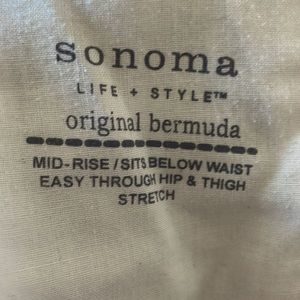 sonoma
LIFE + STYLE™
original bermuda
MID-RISE / SITS BELOW WAIST
EASY THROUGH HIP & THIGH
STRETCH